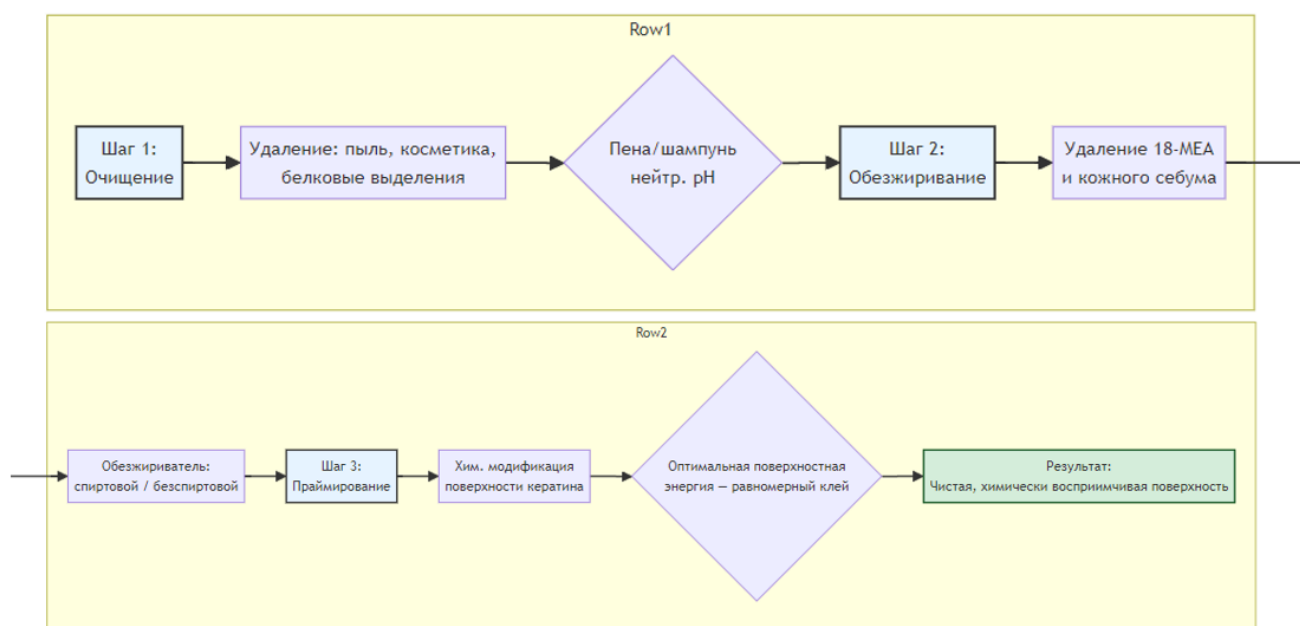 Row1
Шаг 1:
Очищение
Удаление: пыль, косметика,
белковые выделения
Пена/шампунь
нейтр. pH
Шаг 2:
Обезжиривание
Удаление 18-МЕА
и кожного себума
Row2
Обезжириватель:
спиртовой / безспиртовой
Шаг 3:
Праймирование
Хим. модификация
поверхности кератина
Оптимальная поверхностная
энергия — равномерный клей
Результат:
Чистая, химически восприимчивая поверхность